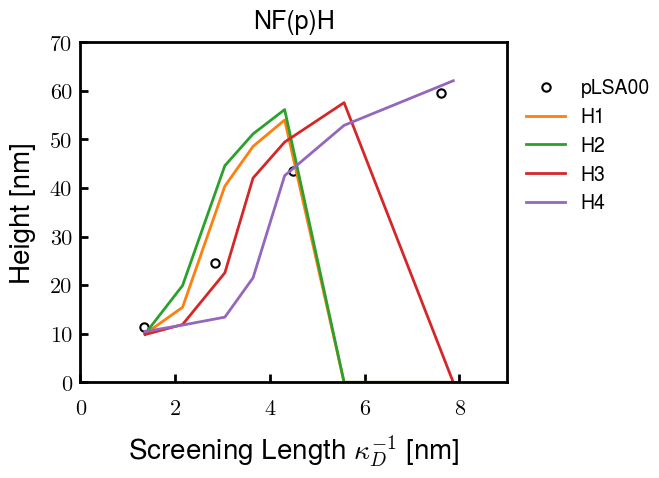 NF(p)H
70
60
50
40
30
20
10
0
Height [nm]
0 2 4 6 8
Screening Length κ_D^{-1} [nm]
pLSA00
H1
H2
H3
H4